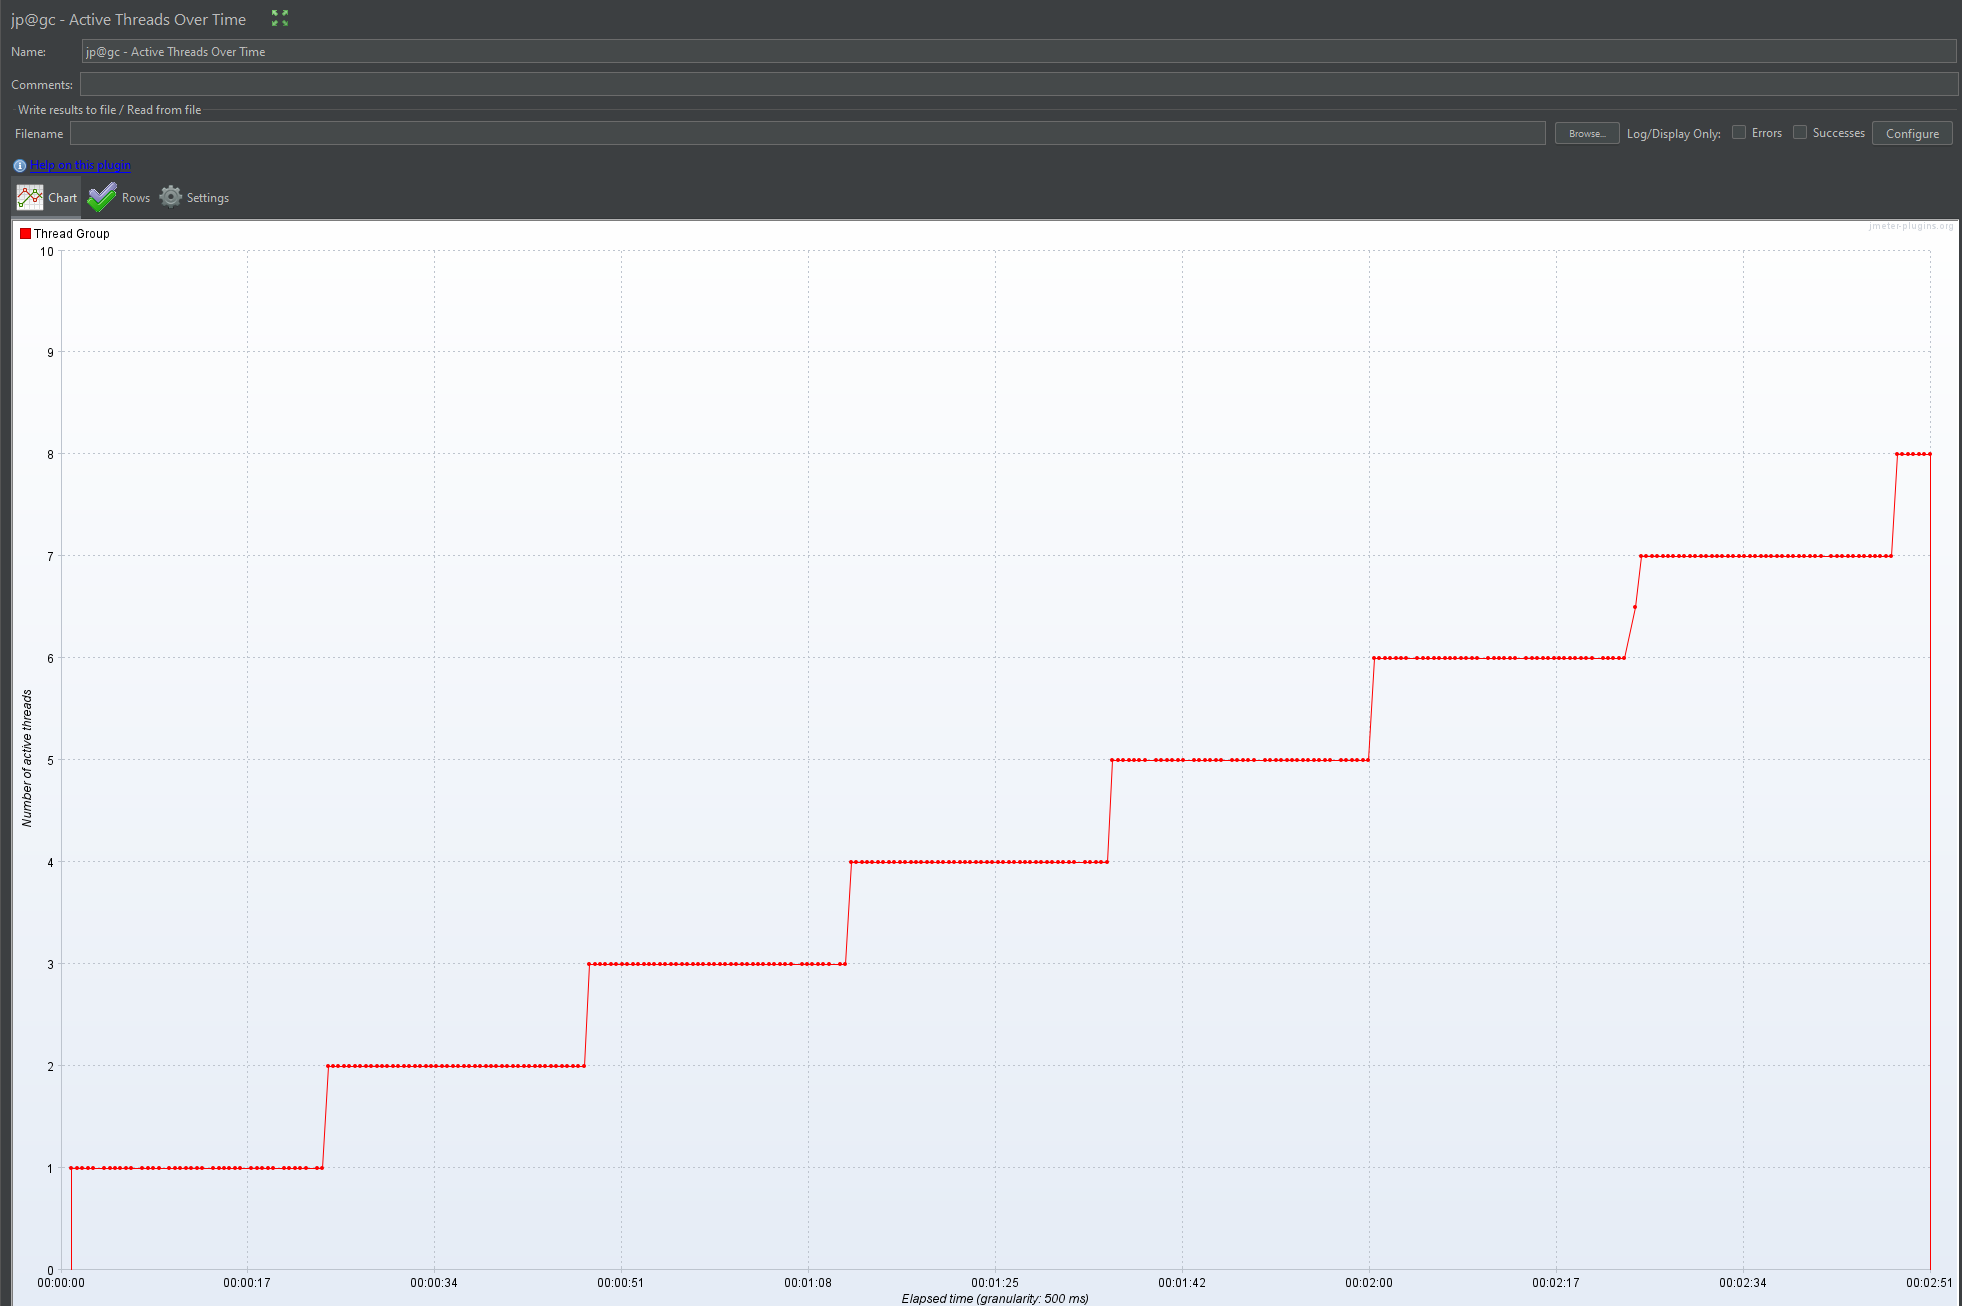 jp@gc - Active Threads Over Time
Name: jp@gc - Active Threads Over Time
Comments:
Write results to file / Read from file
Filename Browse... Log/Display Only: Errors Successes Configure
Help on this plugin
Chart Rows Settings
Thread Group
jmeter-plugins.org
10
9
8
7
6
5
4
3
2
1
0
Number of active threads
00:00:00 00:00:17 00:00:34 00:00:51 00:01:08 00:01:25 00:01:42 00:02:00 00:02:17 00:02:34 00:02:51
Elapsed time (granularity: 500 ms)